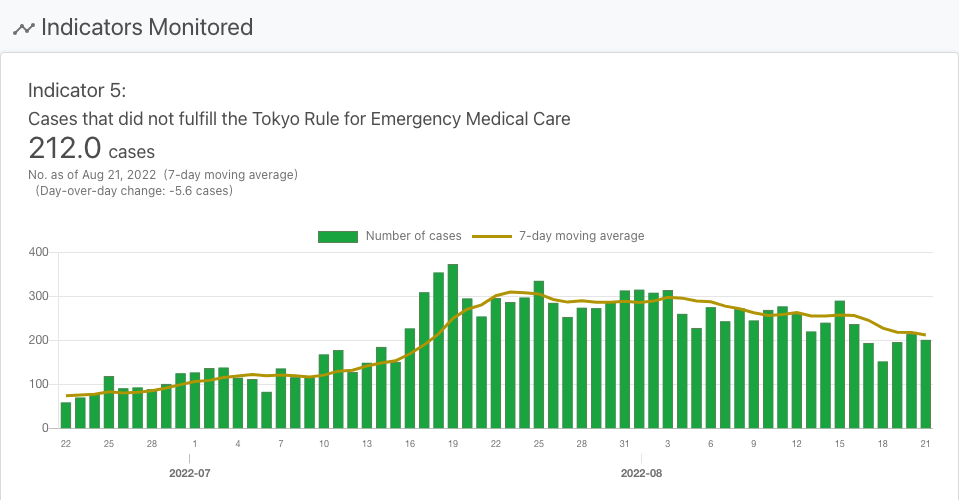 Indicators Monitored
Indicator 5:
Cases that did not fulfill the Tokyo Rule for Emergency Medical Care
212.0 cases
No. as of Aug 21, 2022 (7-day moving average)
(Day-over-day change: -5.6 cases)
Number of cases 7-day moving average
400
300
200
100
0
22 25 28 1 4 7 10 13 16 19 22 25 28 31 3 6 9 12 15 18 21
2022-07 2022-08